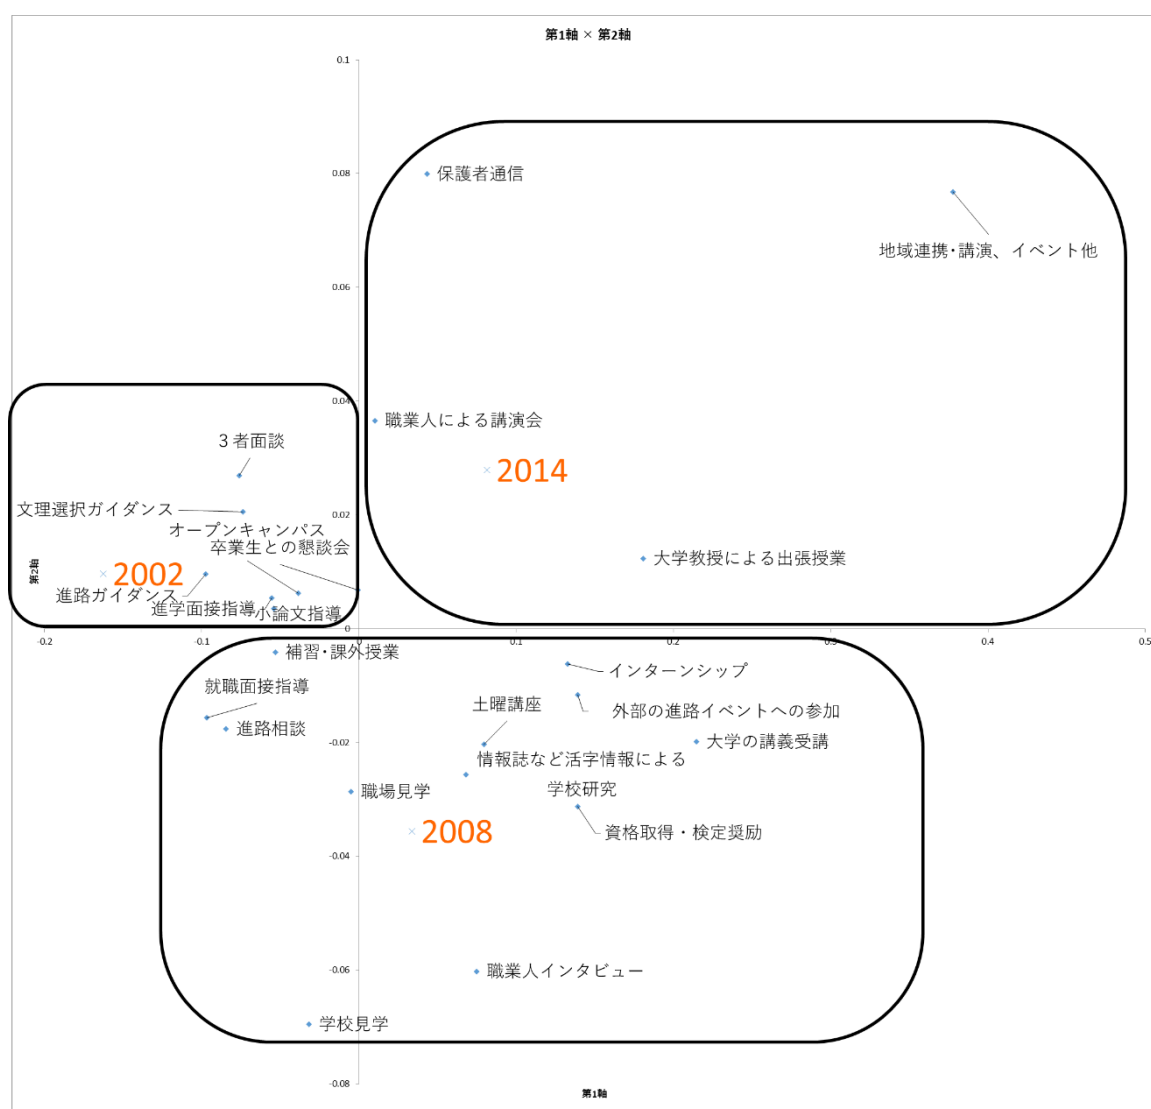 第1軸 × 第2軸
0.1
0.08
保護者通信
地域連携・講演、イベント他
0.06
0.04
職業人による講演会
３者面談
2014
文理選択ガイダンス
0.02
オープンキャンパス
卒業生との懇談会
大学教授による出張授業
第2軸
2002
進路ガイダンス
進学面接指導
小論文指導
0
-0.2
-0.1
0
0.1
0.2
0.3
0.4
0.5
補習・課外授業
インターンシップ
就職面接指導
土曜講座
外部の進路イベントへの参加
進路相談
-0.02
大学の講義受講
情報誌など活字情報による
学校研究
職場見学
2008
資格取得・検定奨励
-0.04
-0.06
職業人インタビュー
学校見学
-0.08
第1軸